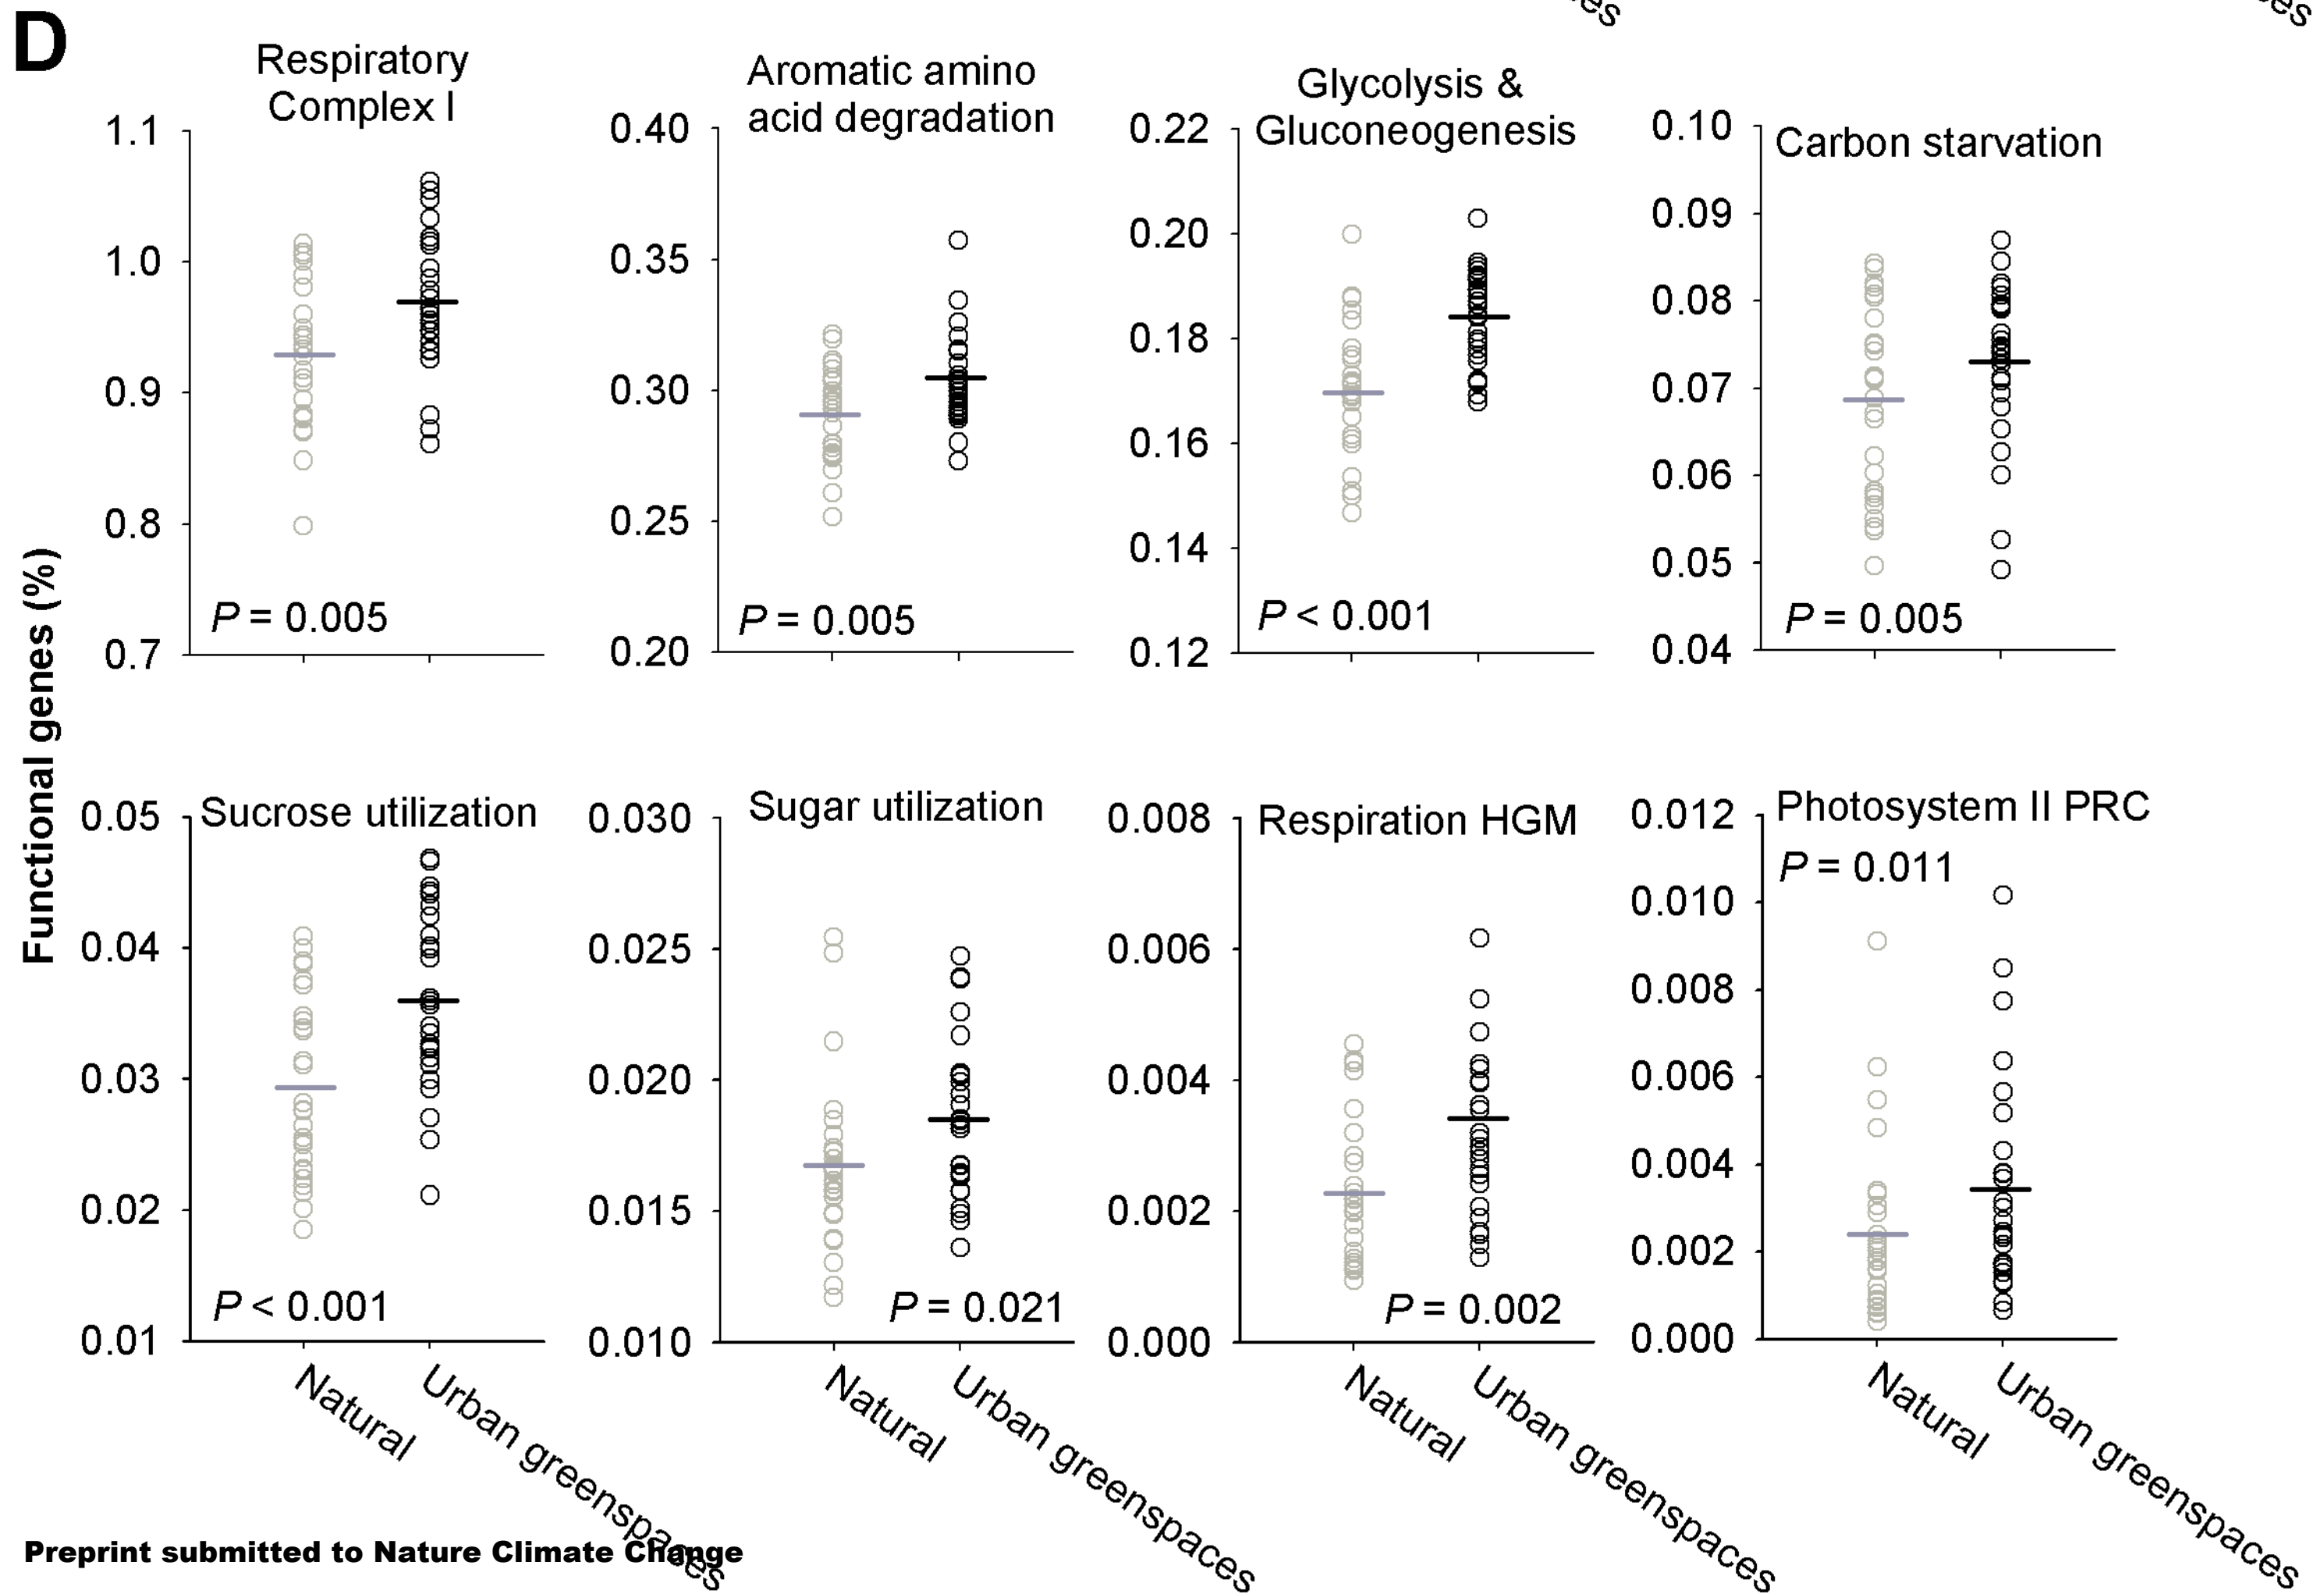 es
es
D
Respiratory
Complex I
1.1
1.0
0.9
0.8
0.7
P = 0.005
Aromatic amino
acid degradation
0.40
0.35
0.30
0.25
0.20
P = 0.005
Glycolysis &
Gluconeogenesis
0.22
0.20
0.18
0.16
0.14
0.12
P < 0.001
Carbon starvation
0.10
0.09
0.08
0.07
0.06
0.05
0.04
P = 0.005
Functional genes (%)
Sucrose utilization
0.05
0.04
0.03
0.02
0.01
P < 0.001
Natural
Urban greenspaces
Sugar utilization
0.030
0.025
0.020
0.015
0.010
P = 0.021
Natural
Urban greenspaces
Respiration HGM
0.008
0.006
0.004
0.002
0.000
P = 0.002
Natural
Urban greenspaces
Photosystem II PRC
P = 0.011
0.012
0.010
0.008
0.006
0.004
0.002
0.000
Natural
Urban greenspaces
Preprint submitted to Nature Climate Change